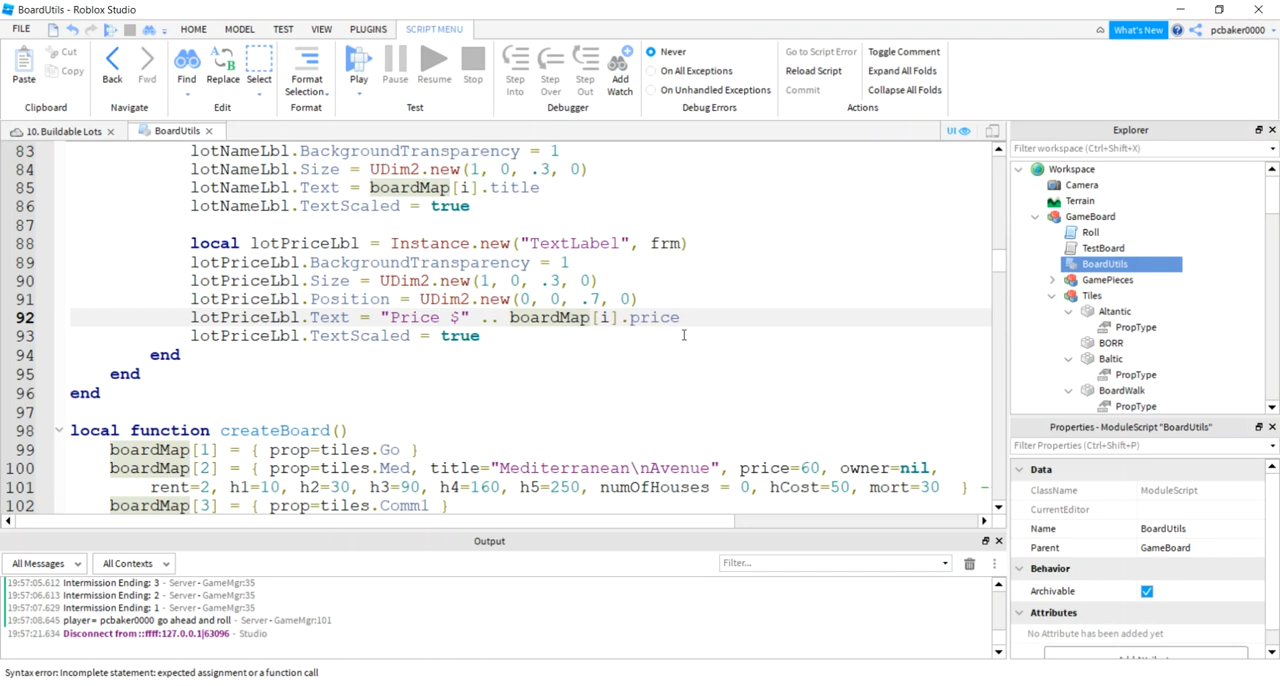 BoardUtils - Roblox Studio
FILE HOME MODEL TEST VIEW PLUGINS SCRIPT MENU What's New pcbaker0000
Paste Cut Copy Back Fwd Find Replace Select Format Selection Play Pause Resume Stop Step Into Step Over Step Out Add Watch
Never Go to Script Error Toggle Comment
On All Exceptions Reload Script Expand All Folds
On Unhandled Exceptions Commit Collapse All Folds
Clipboard Navigate Edit Format Test Debugger Debug Errors Actions
10. Buildable Lots BoardUtils UI
83 lotNameLbl.BackgroundTransparency = 1
84 lotNameLbl.Size = UDim2.new(1, 0, .3, 0)
85 lotNameLbl.Text = boardMap[i].title
86 lotNameLbl.TextScaled = true
87
88 local lotPriceLbl = Instance.new("TextLabel", frm)
89 lotPriceLbl.BackgroundTransparency = 1
90 lotPriceLbl.Size = UDim2.new(1, 0, .3, 0)
91 lotPriceLbl.Position = UDim2.new(0, 0, .7, 0)
92 lotPriceLbl.Text = "Price $" .. boardMap[i].price
93 lotPriceLbl.TextScaled = true
94 end
95 end
96 end
97
98 local function createBoard()
99 boardMap[1] = { prop=tiles.Go }
100 boardMap[2] = { prop=tiles.Med, title="Mediterranean\nAvenue", price=60, owner=nil,
101 rent=2, h1=10, h2=30, h3=90, h4=160, h5=250, numOfHouses = 0, hCost=50, mort=30 } -
102 boardMap[3] = { prop=tiles.Comm1 }
Explorer
Filter workspace (Ctrl+Shift+X)
Workspace
Camera
Terrain
GameBoard
Roll
TestBoard
BoardUtils
GamePieces
Tiles
Altantic
PropType
BORR
Baltic
PropType
BoardWalk
PropType
Properties - ModuleScript "BoardUtils"
Filter Properties (Ctrl+Shift+P)
Data
ClassName ModuleScript
CurrentEditor
Name BoardUtils
Parent GameBoard
Behavior
Archivable
Attributes
No Attribute has been added yet
Output
All Messages All Contexts Filter...
19:57:05.612 Intermission Ending: 3 - Server - GameMgr:35
19:57:06.613 Intermission Ending: 2 - Server - GameMgr:35
19:57:07.629 Intermission Ending: 1 - Server - GameMgr:35
19:57:08.645 player = pcbaker0000 go ahead and roll - Server - GameMgr:101
19:57:21.634 Disconnect from ::ffff:127.0.0.1|63096 - Studio
Syntax error: Incomplete statement: expected assignment or a function call